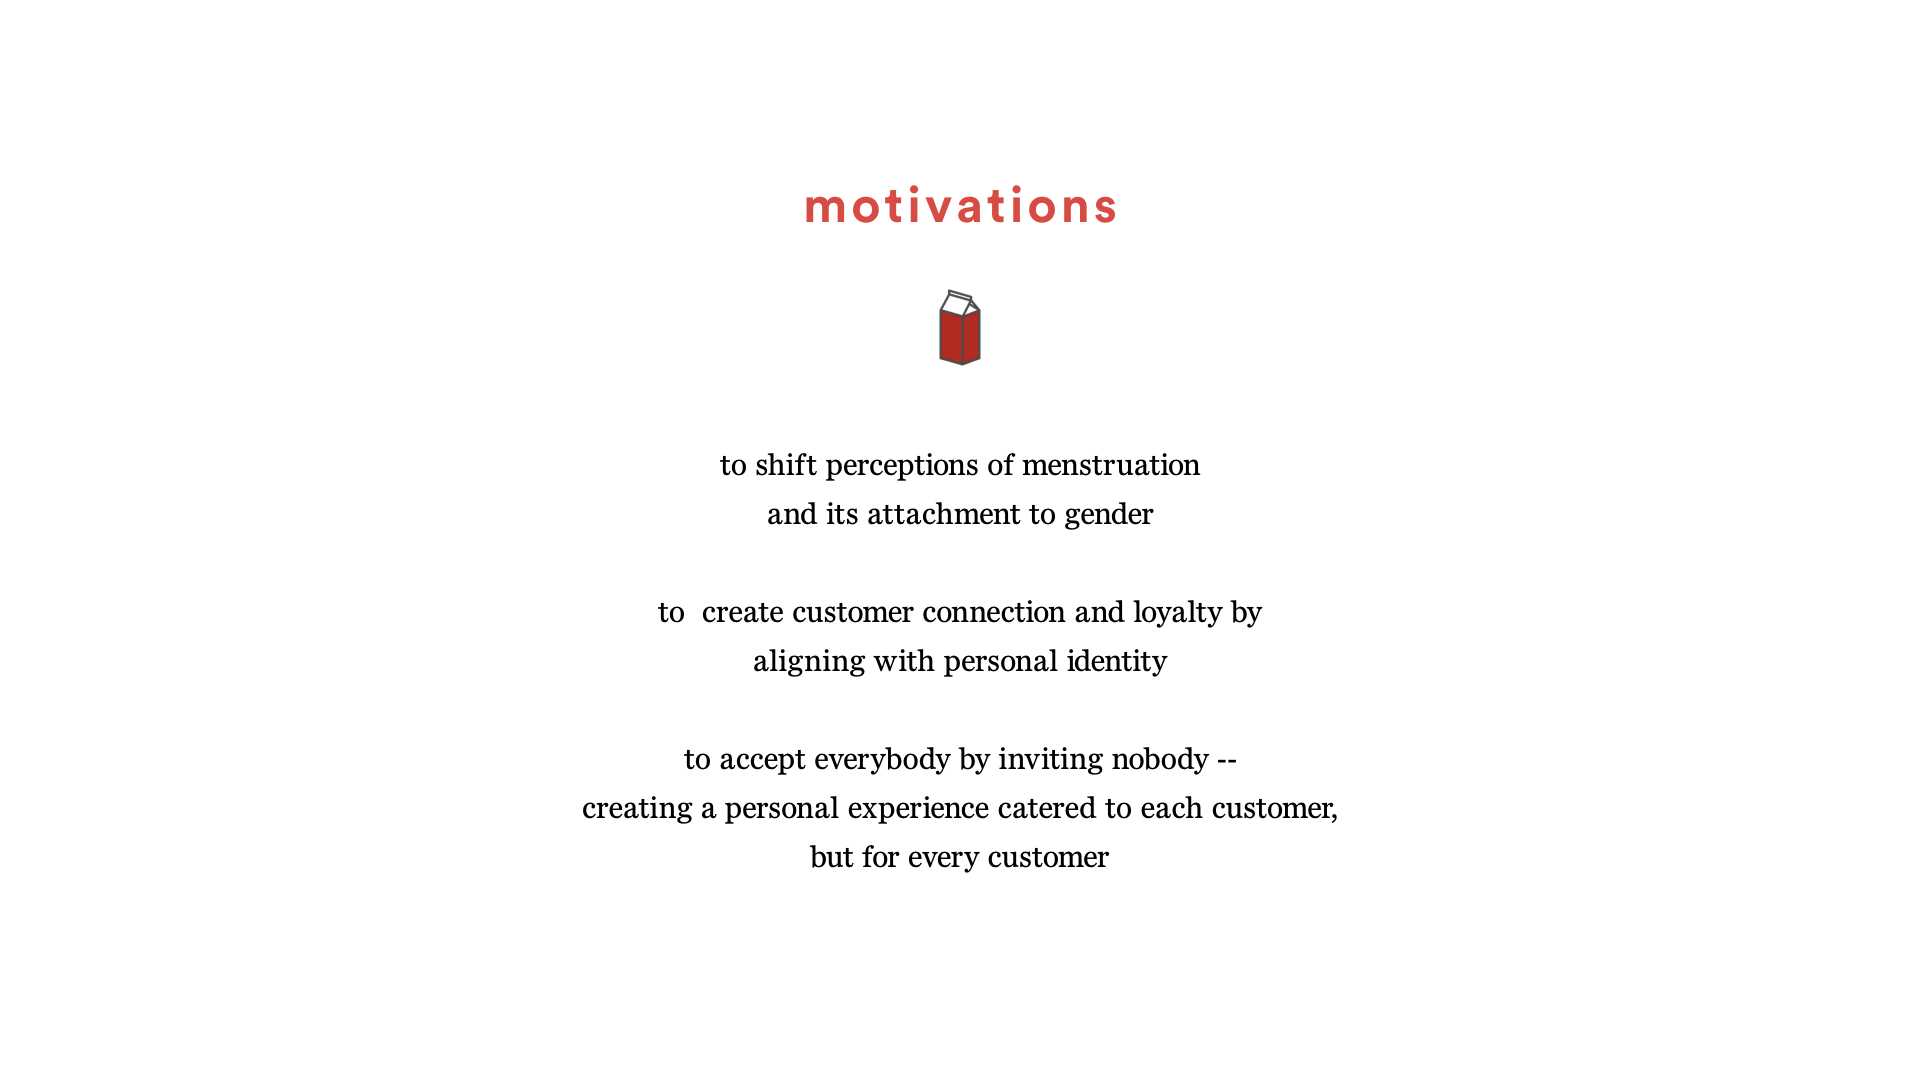 motivations
to shift perceptions of menstruation
and its attachment to gender
to  create customer connection and loyalty by
aligning with personal identity
to accept everybody by inviting nobody --
creating a personal experience catered to each customer,
but for every customer